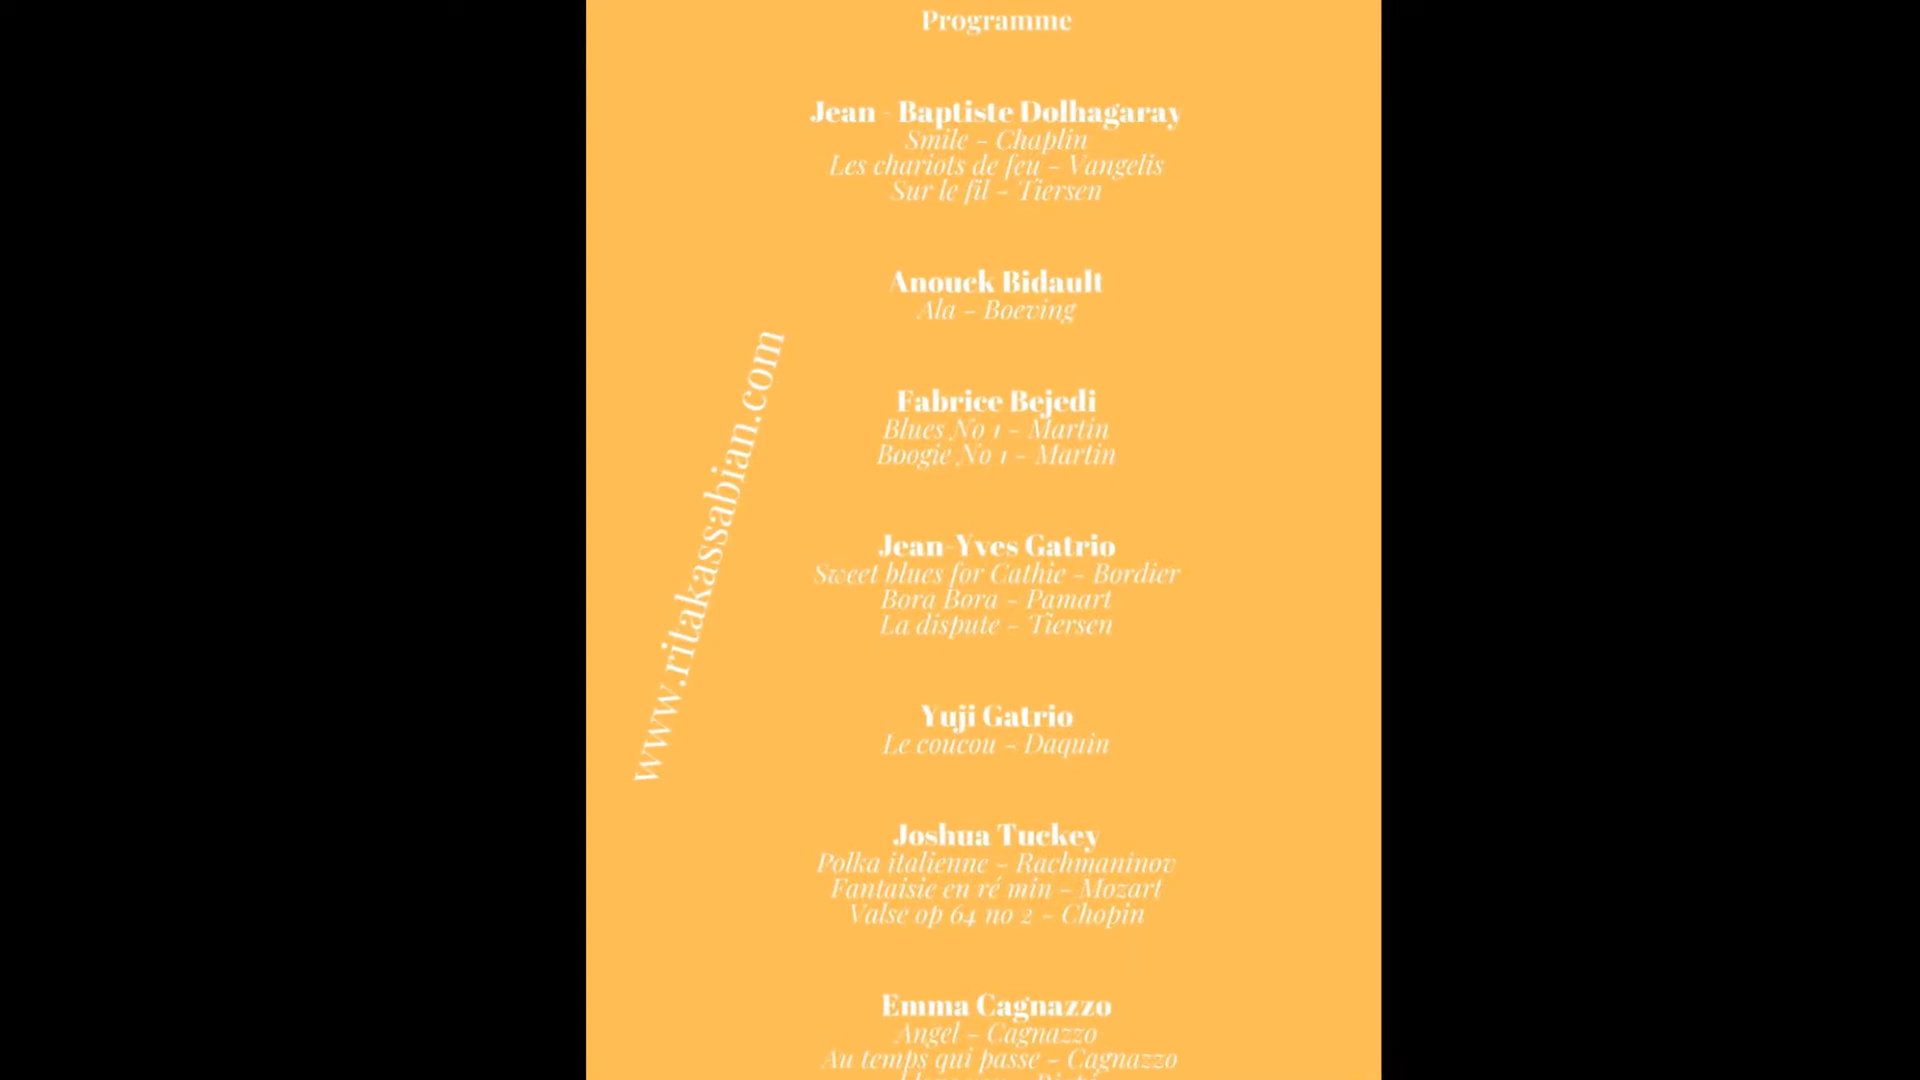 Programme
Jean - Baptiste Dolhagaray
Smile - Chaplin
Les chariots de feu - Vangelis
Sur le fil - Tiersen
Anouck Bidault
Ala - Boeving
Fabrice Bejedi
Blues No 1 - Martin
Boogie No 1 - Martin
Jean-Yves Gatrio
Sweet blues for Cathie - Bordier
Bora Bora - Pamart
La dispute - Tiersen
Yuji Gatrio
Le coucou - Daquin
Joshua Tuckey
Polka italienne - Rachmaninov
Fantaisie en ré min - Mozart
Valse op 64 no 2 - Chopin
Emma Cagnazzo
Angel - Cagnazzo
Au temps qui passe - Cagnazzo
www.ritakassabian.com